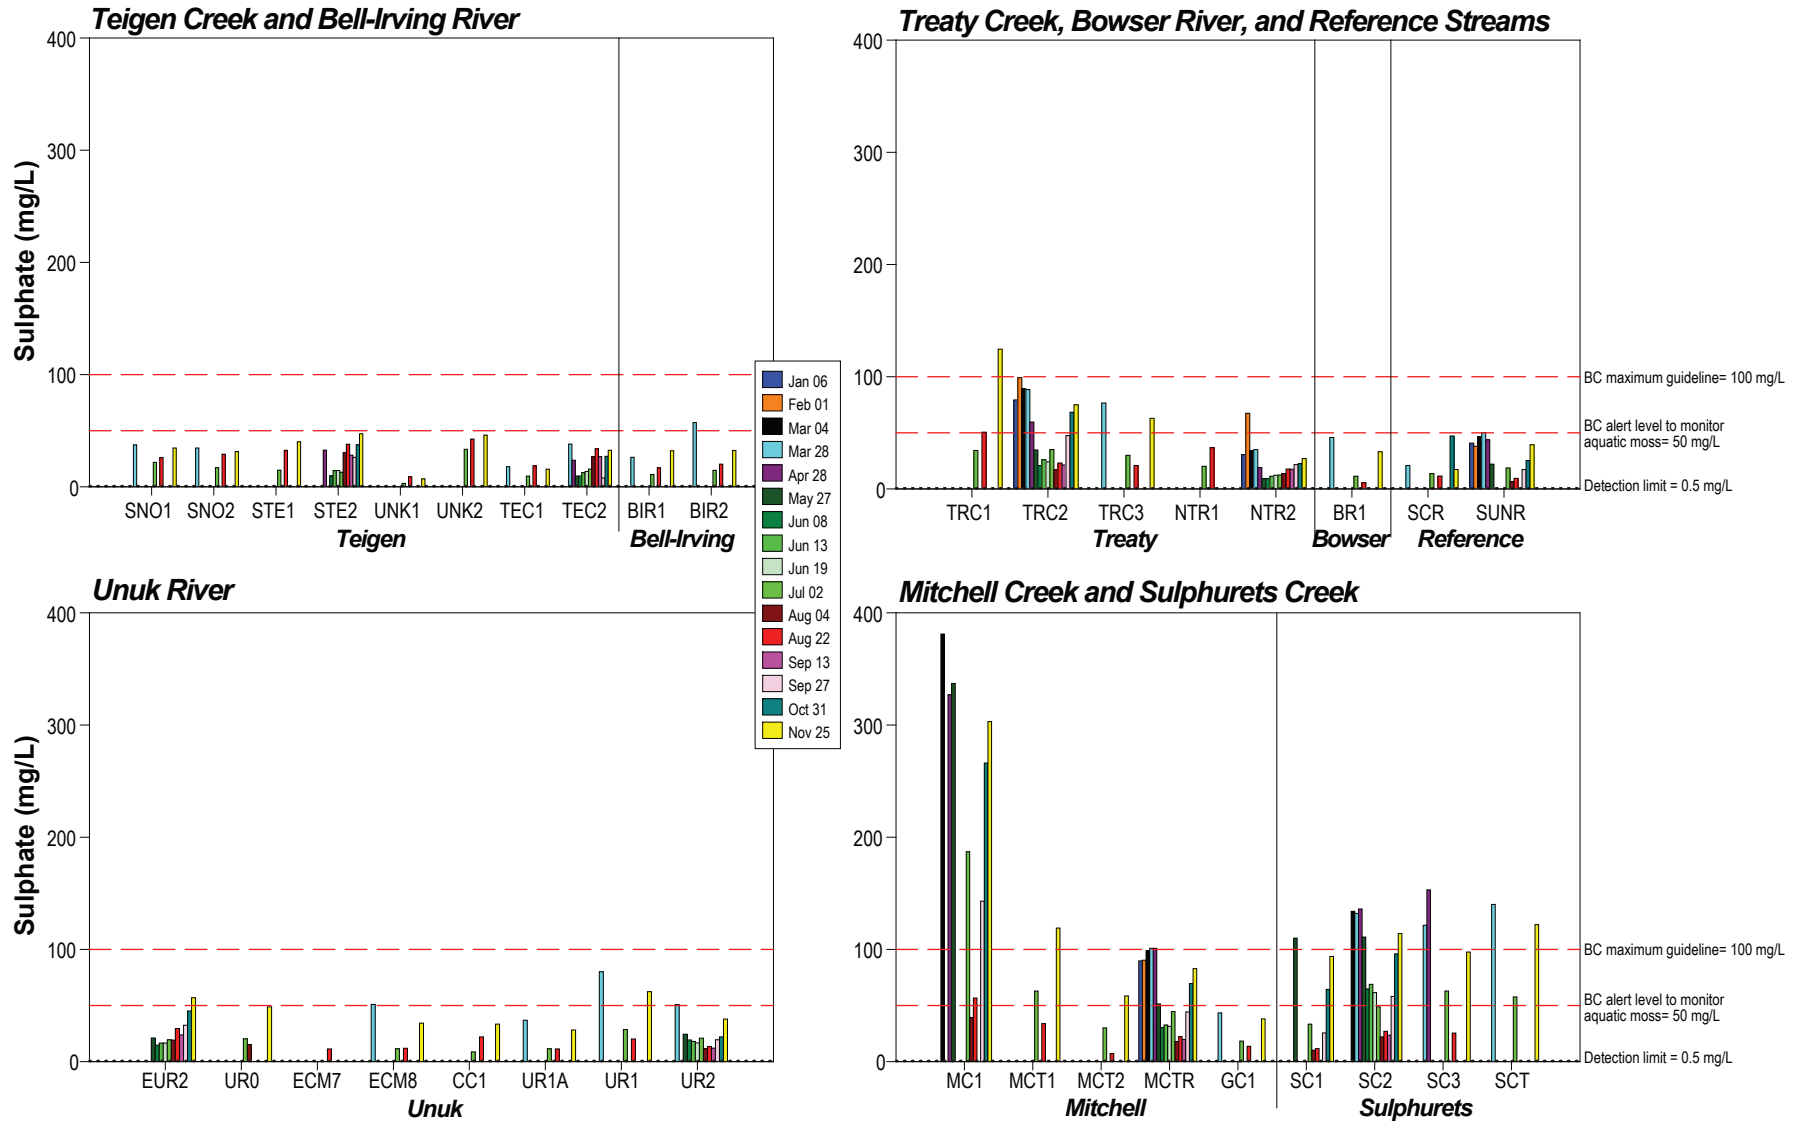 Teigen Creek and Bell-Irving River
Sulphate (mg/L)
400
300
200
100
0
SNO1 SNO2 STE1 STE2 UNK1 UNK2 TEC1 TEC2 BIR1 BIR2
Teigen Bell-Irving
Treaty Creek, Bowser River, and Reference Streams
400
300
200
100
0
BC maximum guideline= 100 mg/L
BC alert level to monitor
aquatic moss= 50 mg/L
Detection limit = 0.5 mg/L
TRC1 TRC2 TRC3 NTR1 NTR2 BR1 SCR SUNR
Treaty Bowser Reference
Jan 06
Feb 01
Mar 04
Mar 28
Apr 28
May 27
Jun 08
Jun 13
Jun 19
Jul 02
Aug 04
Aug 22
Sep 13
Sep 27
Oct 31
Nov 25
Unuk River
Sulphate (mg/L)
400
300
200
100
0
EUR2 UR0 ECM7 ECM8 CC1 UR1A UR1 UR2
Unuk
Mitchell Creek and Sulphurets Creek
400
300
200
100
0
BC maximum guideline= 100 mg/L
BC alert level to monitor
aquatic moss= 50 mg/L
Detection limit = 0.5 mg/L
MC1 MCT1 MCT2 MCTR GC1 SC1 SC2 SC3 SCT
Mitchell Sulphurets